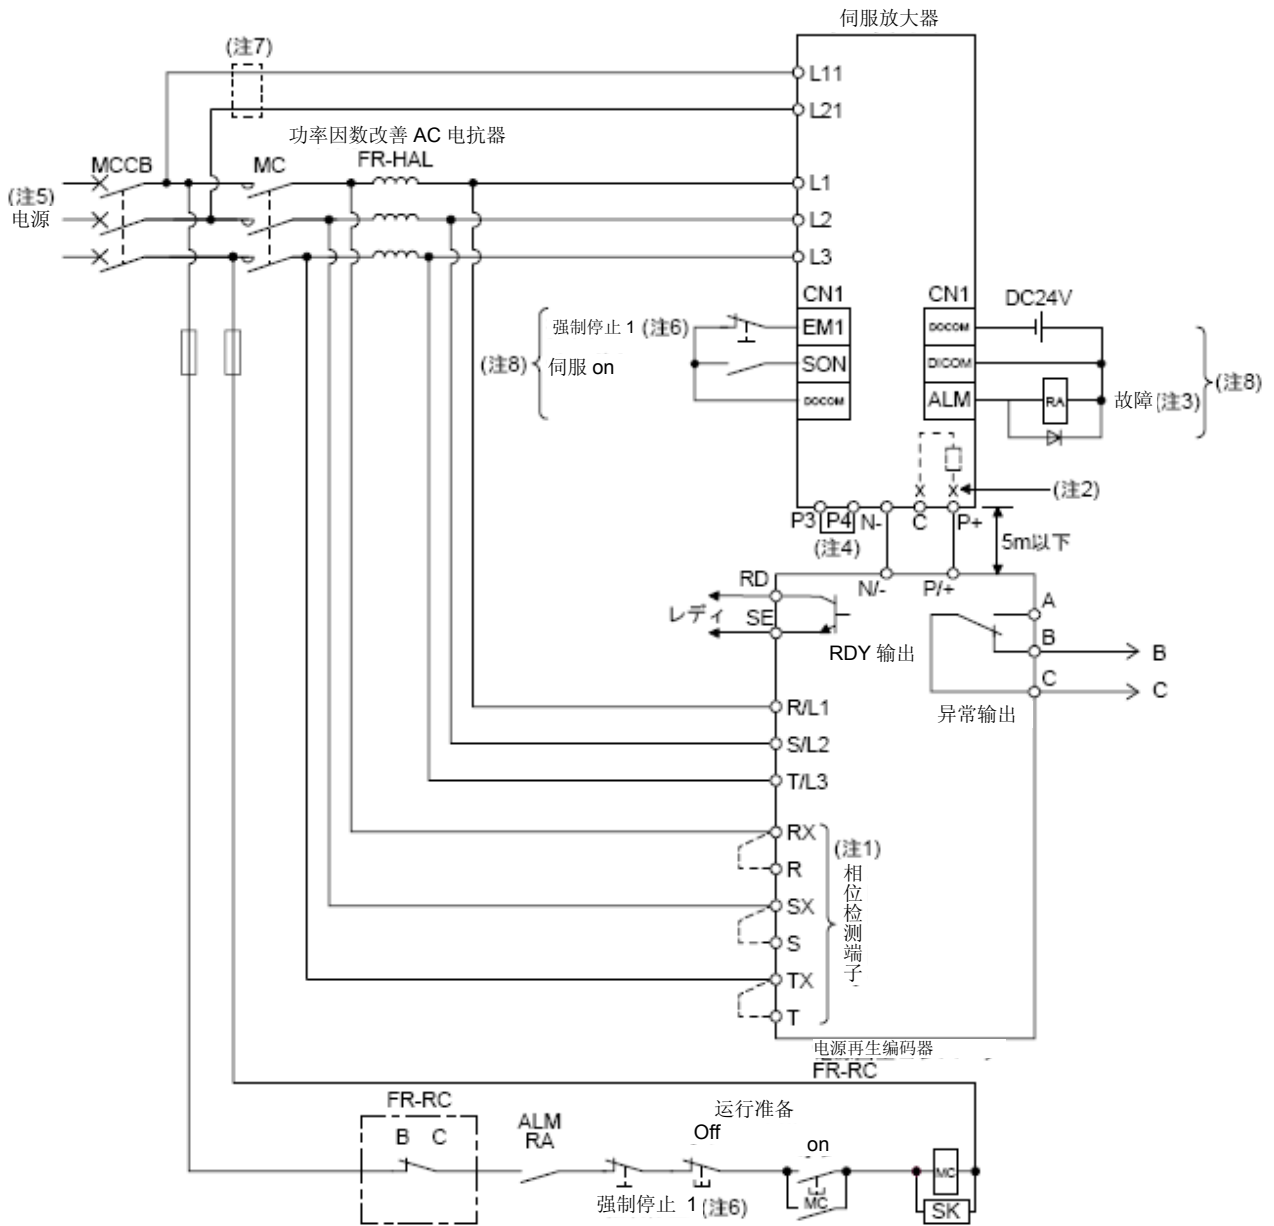 伺服放大器
(注7)
L11
L21
功率因数改善 AC 电抗器
FR-HAL
MCCB
MC
(注5)
电源
L1
L2
L3
CN1
CN1
DC24V
强制停止 1 (注6)
EM1
DOCOM
(注8)
伺服 on
SON
DICOM
(注8)
DOCOM
ALM
RA
故障(注3)
(注2)
P3
P4
N-
C
P+
(注4)
5m以下
N/-
P/+
RD
レディ
SE
RDY 输出
A
B
B
C
C
异常输出
R/L1
S/L2
T/L3
RX
R
SX
S
TX
T
(注1)
相位检测端子
电源再生编码器
FR-RC
FR-RC
B C
ALM
RA
运行准备
Off
on
强制停止 1 (注6)
MC
MC
SK